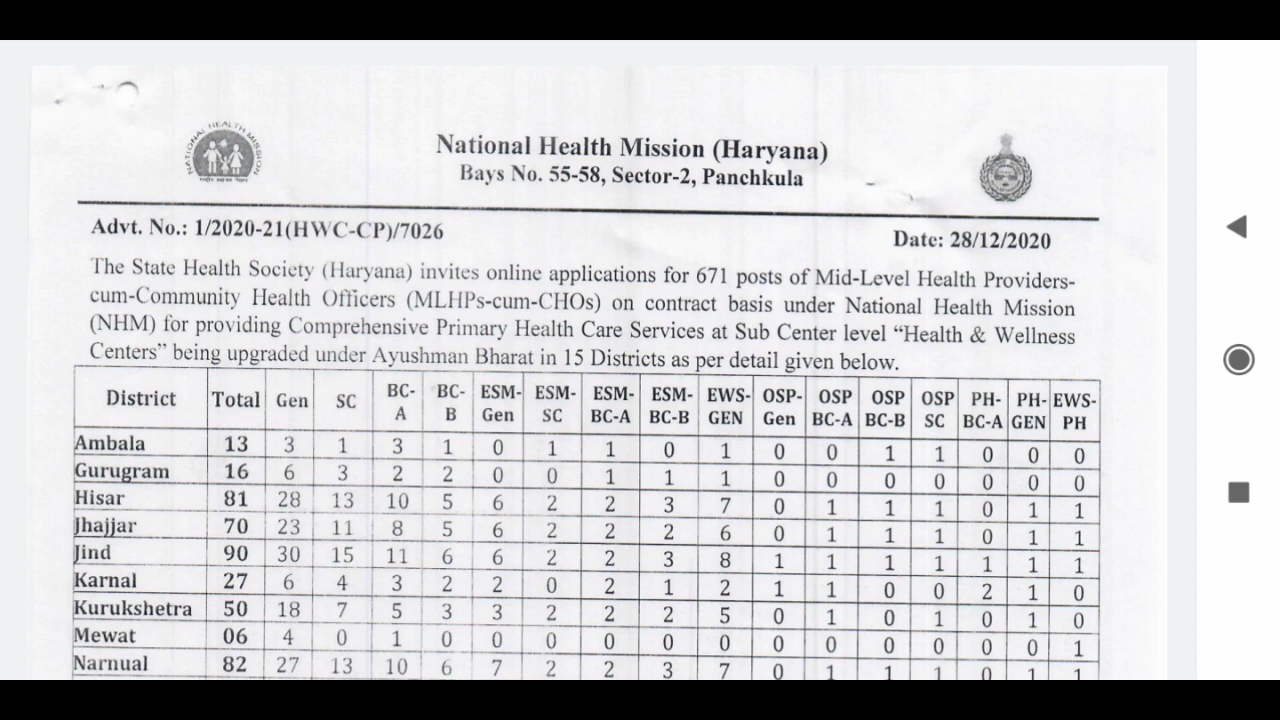 NATIONAL HEALTH MISSION
National Health Mission (Haryana)
Bays No. 55-58, Sector-2, Panchkula
Advt. No.: 1/2020-21(HWC-CP)/7026
Date: 28/12/2020
The State Health Society (Haryana) invites online applications for 671 posts of Mid-Level Health Providers-
cum-Community Health Officers (MLHPs-cum-CHOs) on contract basis under National Health Mission
(NHM) for providing Comprehensive Primary Health Care Services at Sub Center level “Health & Wellness
Centers” being upgraded under Ayushman Bharat in 15 Districts as per detail given below.
District Total Gen SC BC-A BC-B ESM-Gen ESM-SC ESM-BC-A ESM-BC-B EWS-GEN OSP-Gen OSP BC-A OSP BC-B OSP SC PH-BC-A PH-GEN EWS-PH
Ambala 13 3 1 3 1 0 1 1 0 1 0 0 1 1 0 0 0
Gurugram 16 6 3 2 2 0 0 1 1 1 0 0 0 0 0 0 0
Hisar 81 28 13 10 5 6 2 2 3 7 0 1 1 1 0 1 1
Jhajjar 70 23 11 8 5 6 2 2 2 6 0 1 1 1 0 1 1
Jind 90 30 15 11 6 6 2 2 3 8 1 1 1 1 1 1 1
Karnal 27 6 4 3 2 2 0 2 1 2 1 1 0 0 2 1 0
Kurukshetra 50 18 7 5 3 3 2 2 2 5 0 1 0 1 0 1 0
Mewat 06 4 0 1 0 0 0 0 0 0 0 0 0 0 0 0 1
Narnual 82 27 13 10 6 7 2 2 3 7 0 1 1 1 0 1 1